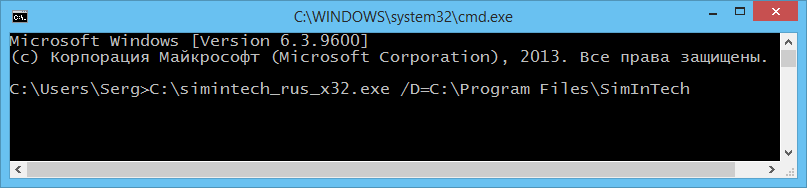 C:\WINDOWS\system32\cmd.exe
Microsoft Windows [Version 6.3.9600]
(c) Корпорация Майкрософт (Microsoft Corporation), 2013. Все права защищены.
C:\Users\Serg>C:\simintech_rus_x32.exe /D=C:\Program Files\SimInTech